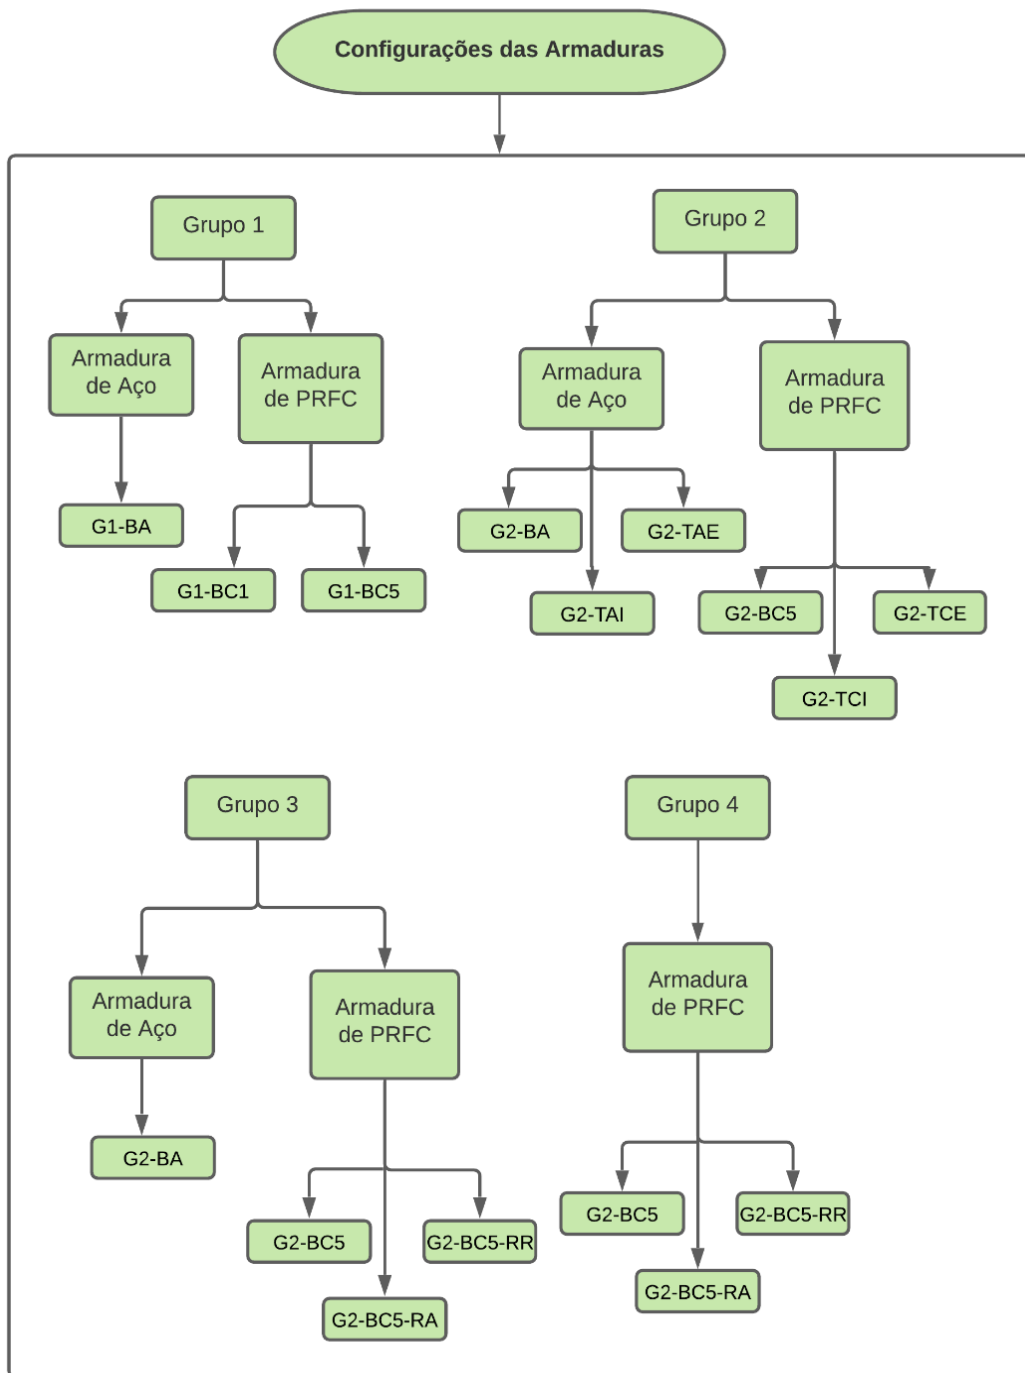 Configurações das Armaduras
Grupo 1
Armadura
de Aço
G1-BA
Armadura
de PRFC
G1-BC1
G1-BC5
Grupo 2
Armadura
de Aço
G2-BA
G2-TAE
G2-TAI
Armadura
de PRFC
G2-BC5
G2-TCE
G2-TCI
Grupo 3
Armadura
de Aço
G2-BA
Armadura
de PRFC
G2-BC5
G2-BC5-RR
G2-BC5-RA
Grupo 4
Armadura
de PRFC
G2-BC5
G2-BC5-RR
G2-BC5-RA